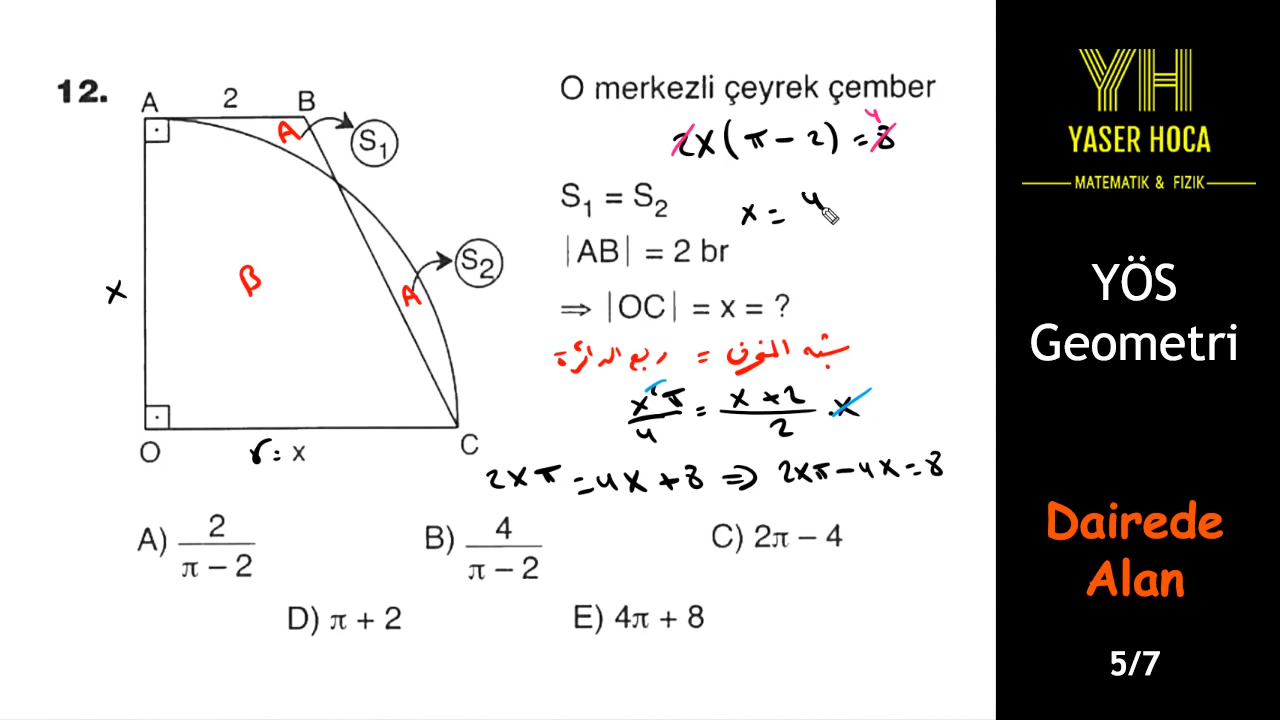 12.
A 2 B
S₁
S₂
A
A
B
x
O r = x C
O merkezli çeyrek çember
2x(π − 2) = 8 4
S₁ = S₂
x = 4
|AB| = 2 br
⇒ |OC| = x = ?
شبه المنحرف = ربع الدائرة
x²π/4 = x + 2/2 . x
2xπ = 4x + 8 ⇒ 2xπ − 4x = 8
A) 2/π − 2 B) 4/π − 2 C) 2π − 4
D) π + 2 E) 4π + 8
YH
YASER HOCA
MATEMATIK & FIZIK
YÖS
Geometri
Dairede
Alan
5/7